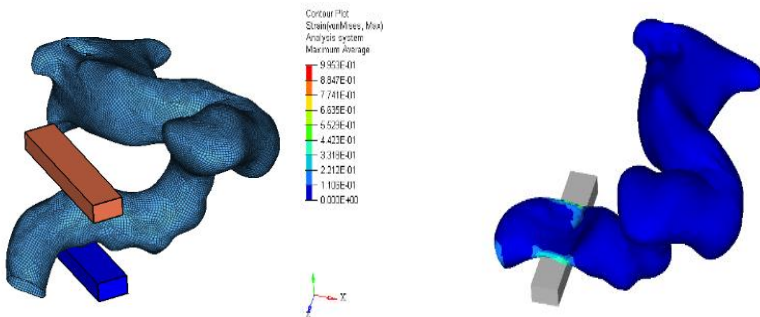 Contour Plot
Strain(vonMises, Max)
Analysis system
Maximum Average
9.953E-01
8.847E-01
7.741E-01
6.635E-01
5.529E-01
4.423E-01
3.318E-01
2.212E-01
1.106E-01
0.000E+00
X